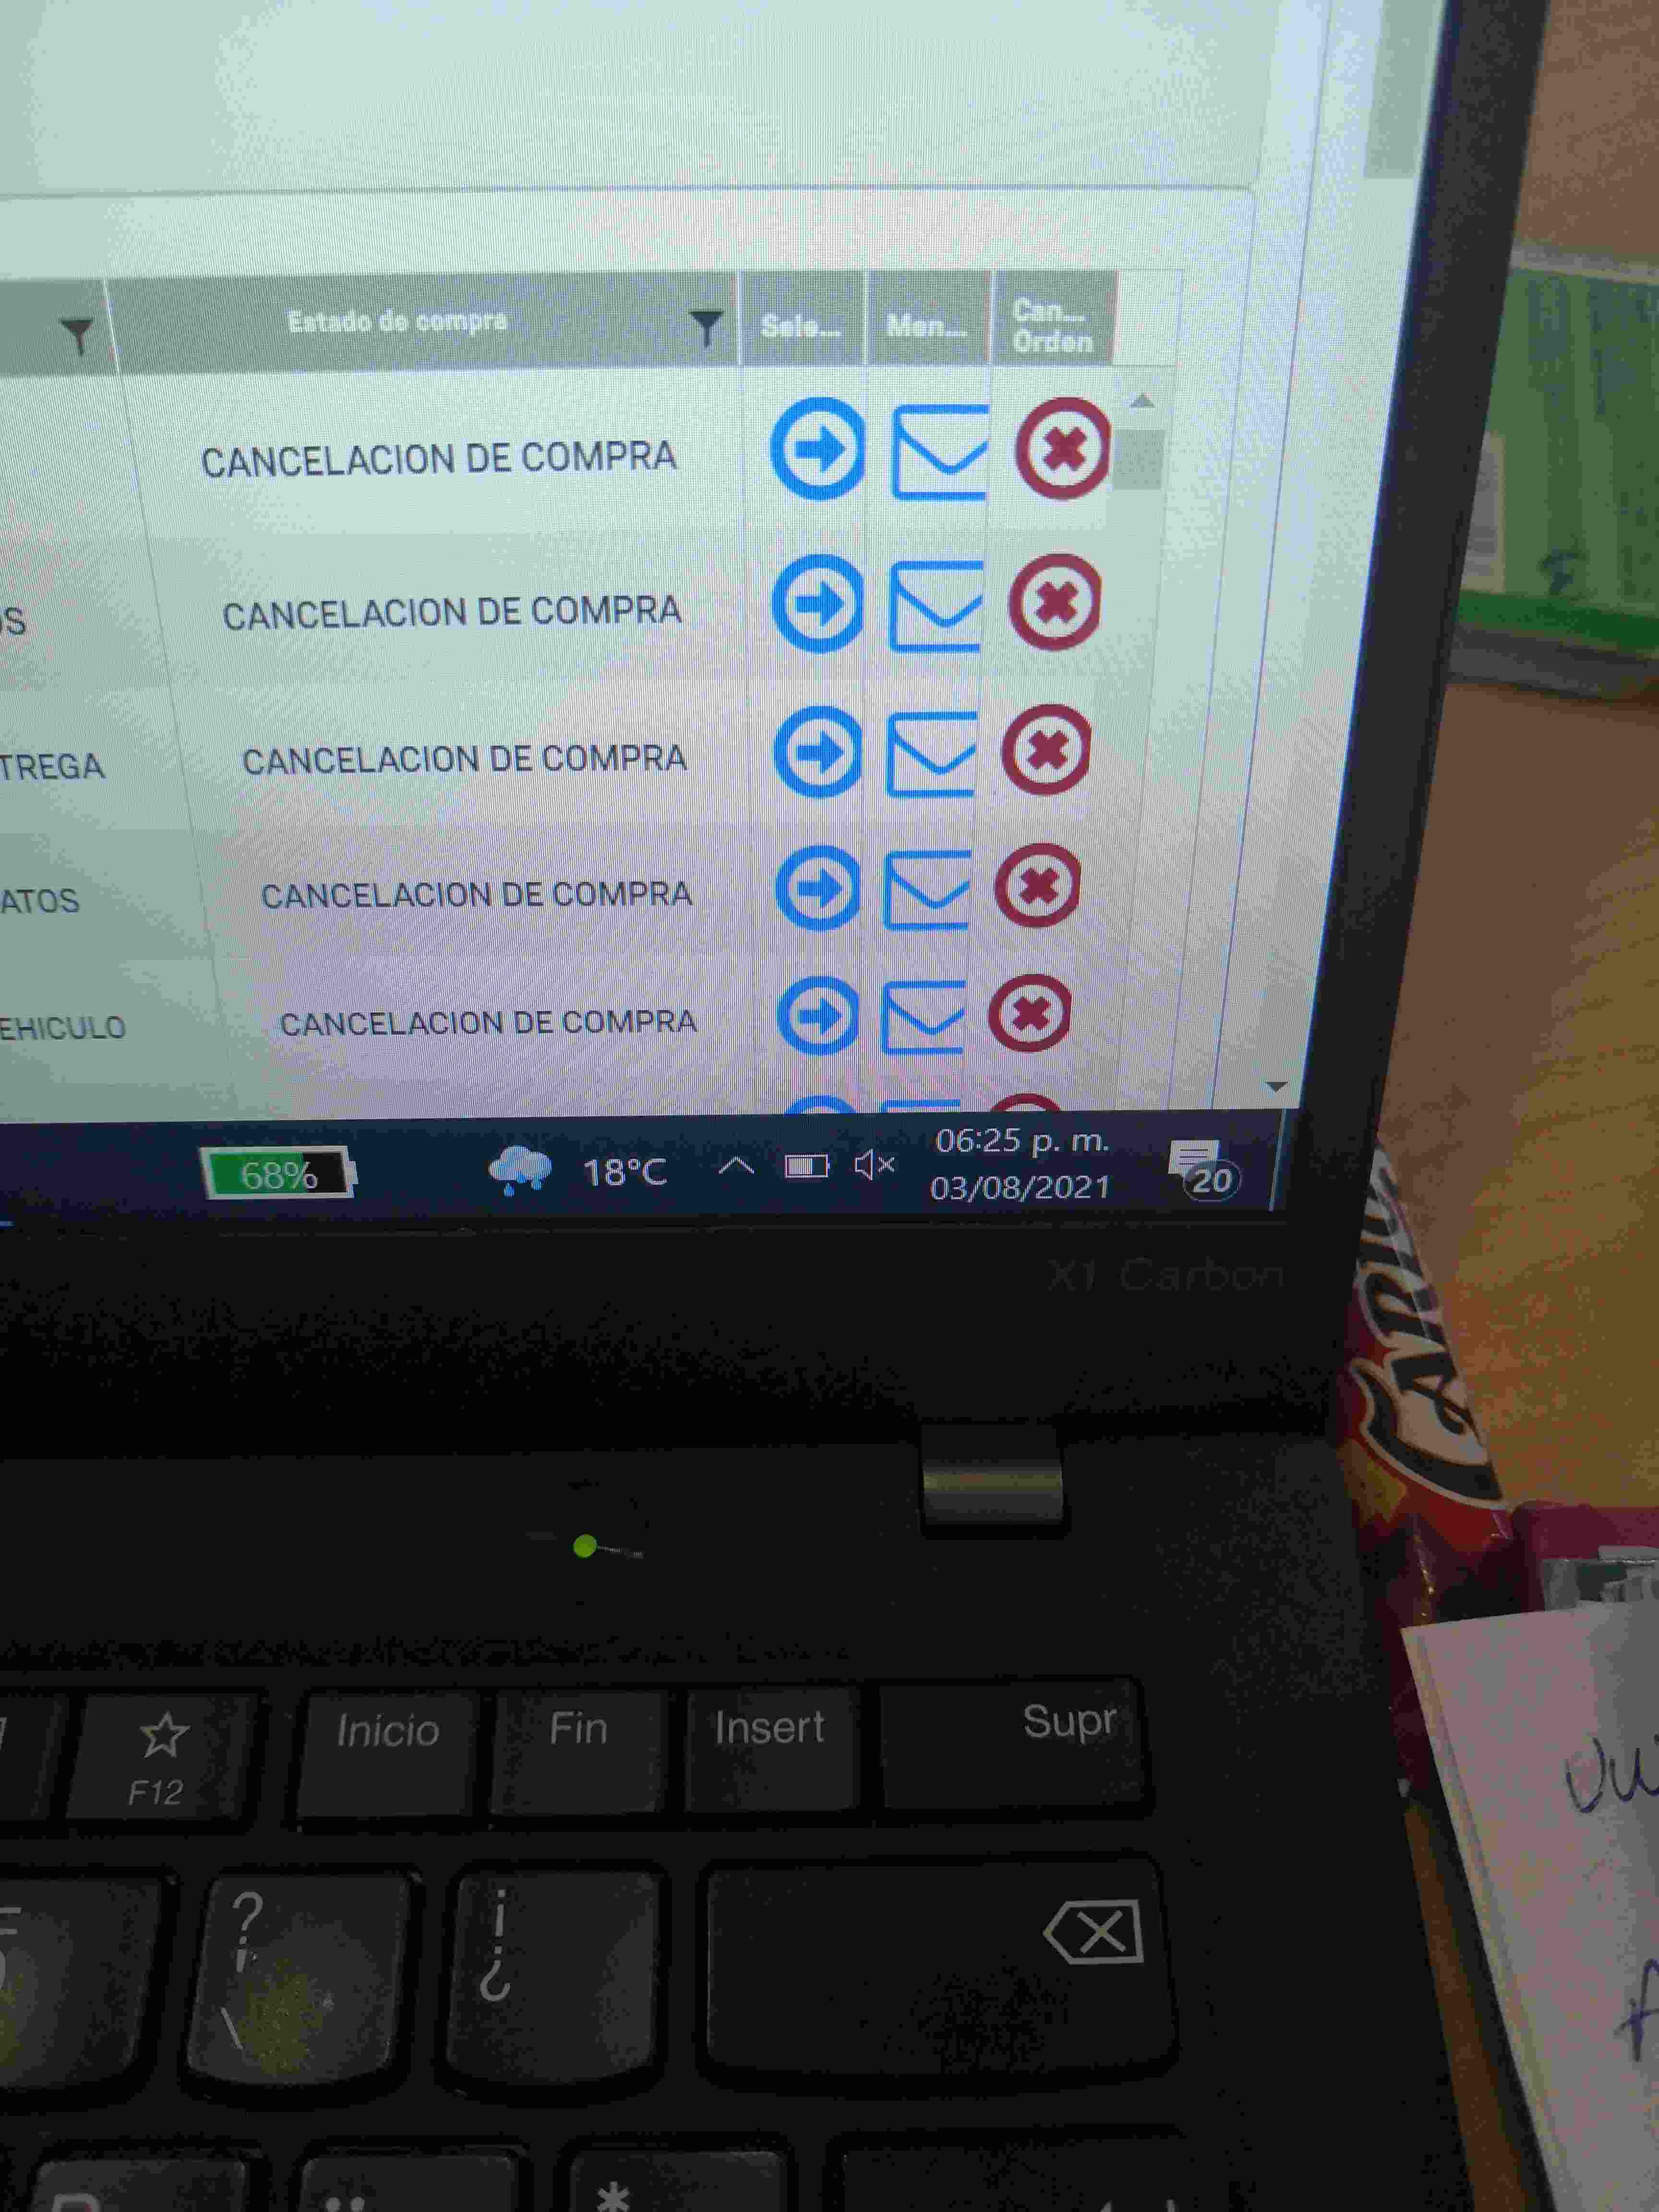 Estado de compra
Sele...
Men...
Can...
Orden
CANCELACION DE COMPRA
OS
CANCELACION DE COMPRA
TREGA
CANCELACION DE COMPRA
ATOS
CANCELACION DE COMPRA
EHICULO
CANCELACION DE COMPRA
68%
18°C
06:25 p. m.
03/08/2021
20
X1 Carbon
F12
Inicio
Fin
Insert
Supr
?
\
¡
¿
*